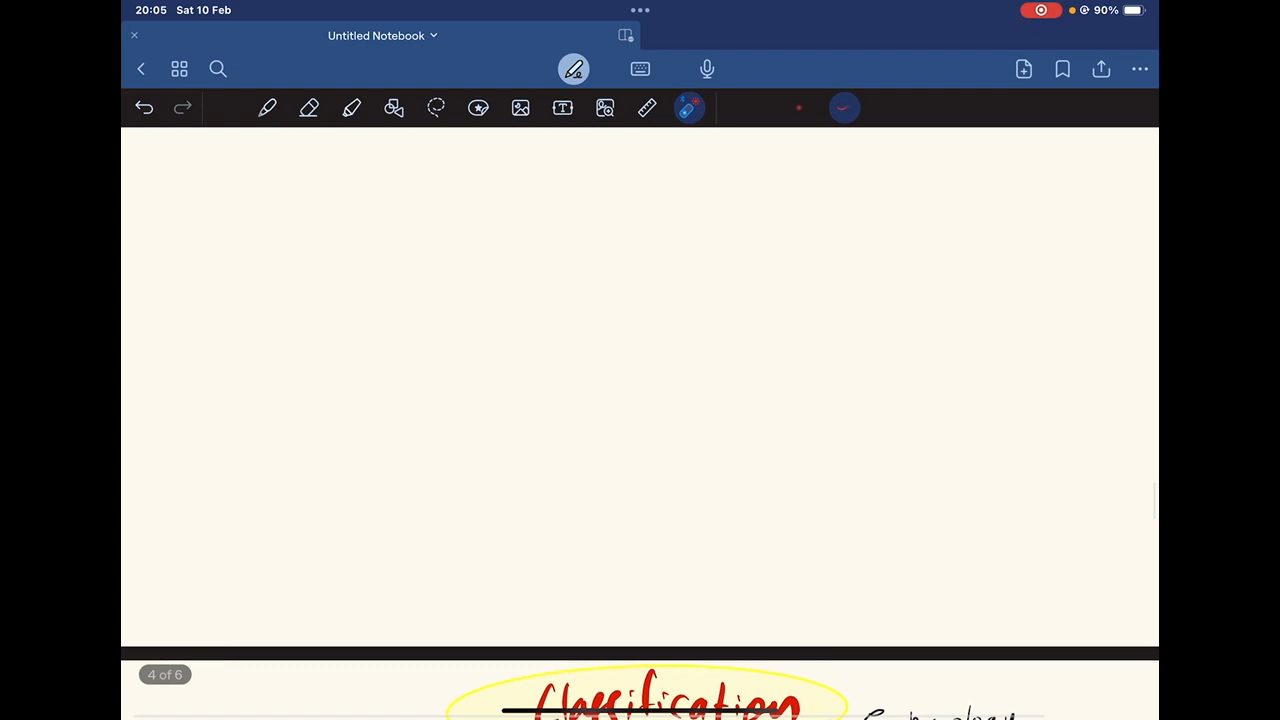 20:05 Sat 10 Feb
90%
Untitled Notebook
4 of 6
Classification